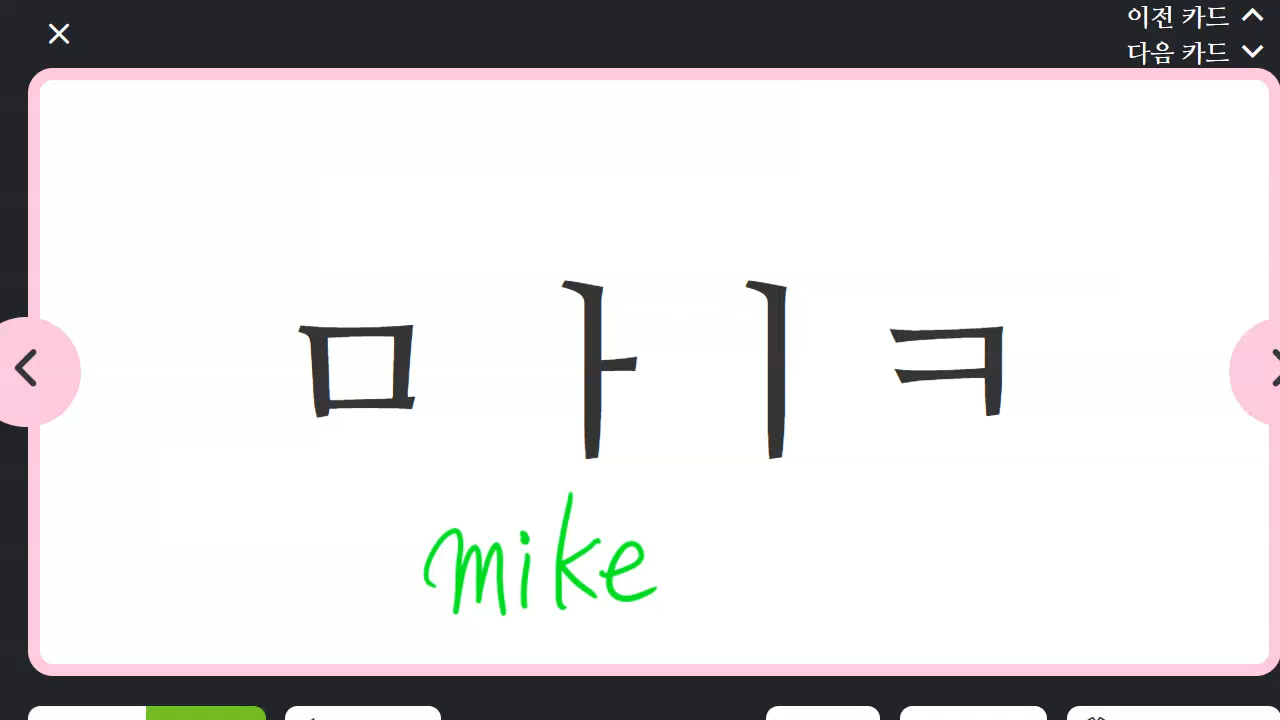 이전 카드
다음 카드
ㅁ ㅏ ㅣ ㅋ
mike